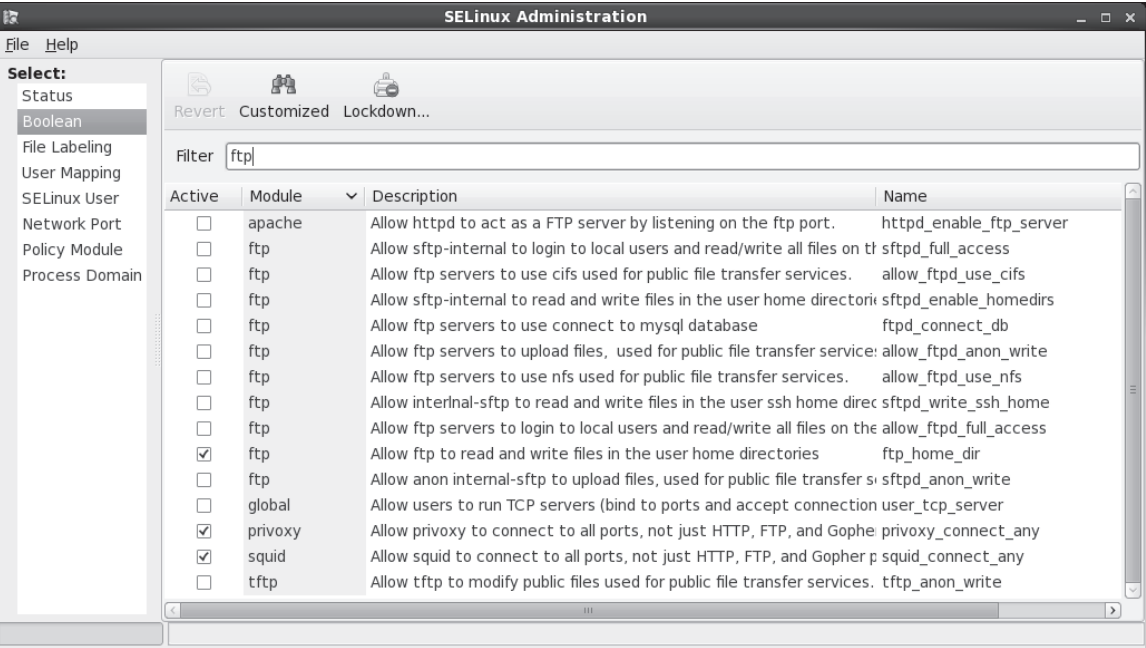 SELinux Administration
File Help
Select:
Status
Boolean
File Labeling
User Mapping
SELinux User
Network Port
Policy Module
Process Domain
Revert Customized Lockdown...
Filter ftp
Active Module Description Name
apache Allow httpd to act as a FTP server by listening on the ftp port. httpd_enable_ftp_server
ftp Allow sftp-internal to login to local users and read/write all files on th sftpd_full_access
ftp Allow ftp servers to use cifs used for public file transfer services. allow_ftpd_use_cifs
ftp Allow sftp-internal to read and write files in the user home directorie sftpd_enable_homedirs
ftp Allow ftp servers to use connect to mysql database ftpd_connect_db
ftp Allow ftp servers to upload files, used for public file transfer services allow_ftpd_anon_write
ftp Allow ftp servers to use nfs used for public file transfer services. allow_ftpd_use_nfs
ftp Allow interlnal-sftp to read and write files in the user ssh home direc sftpd_write_ssh_home
ftp Allow ftp servers to login to local users and read/write all files on the allow_ftpd_full_access
ftp Allow ftp to read and write files in the user home directories ftp_home_dir
ftp Allow anon internal-sftp to upload files, used for public file transfer se sftpd_anon_write
global Allow users to run TCP servers (bind to ports and accept connection user_tcp_server
privoxy Allow privoxy to connect to all ports, not just HTTP, FTP, and Gophe privoxy_connect_any
squid Allow squid to connect to all ports, not just HTTP, FTP, and Gopher p squid_connect_any
tftp Allow tftp to modify public files used for public file transfer services. tftp_anon_write